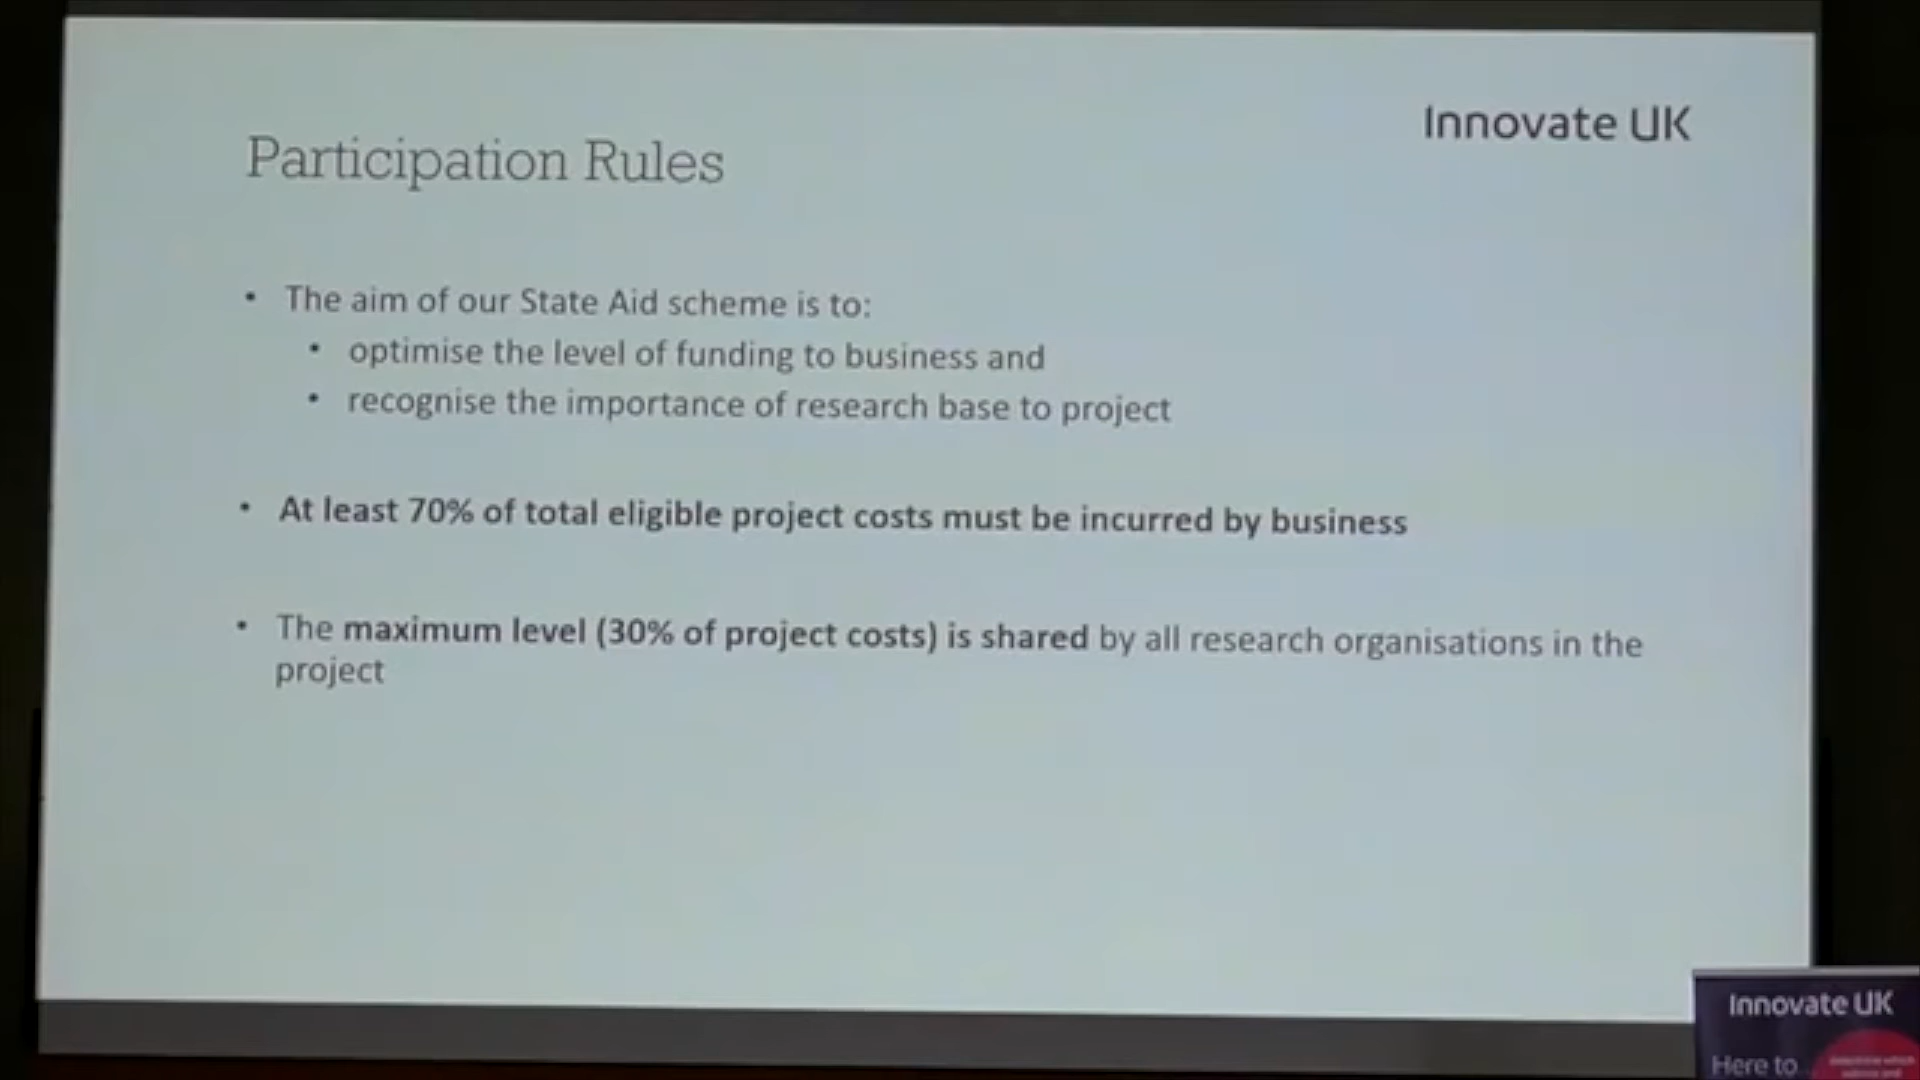 Innovate UK
Participation Rules
• The aim of our State Aid scheme is to:
• optimise the level of funding to business and
• recognise the importance of research base to project
• At least 70% of total eligible project costs must be incurred by business
• The maximum level (30% of project costs) is shared by all research organisations in the
project
Innovate UK
Here to